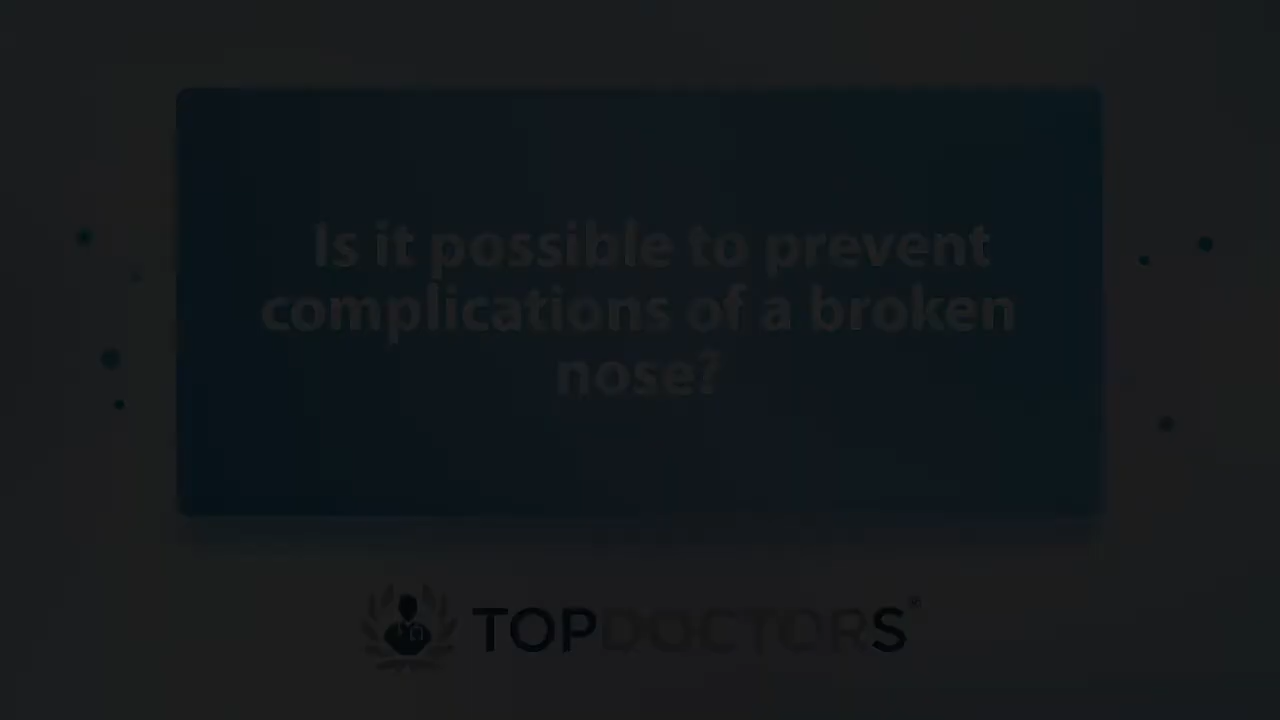 Is it possible to prevent
complications of a broken
nose?
TOPDOCTORS